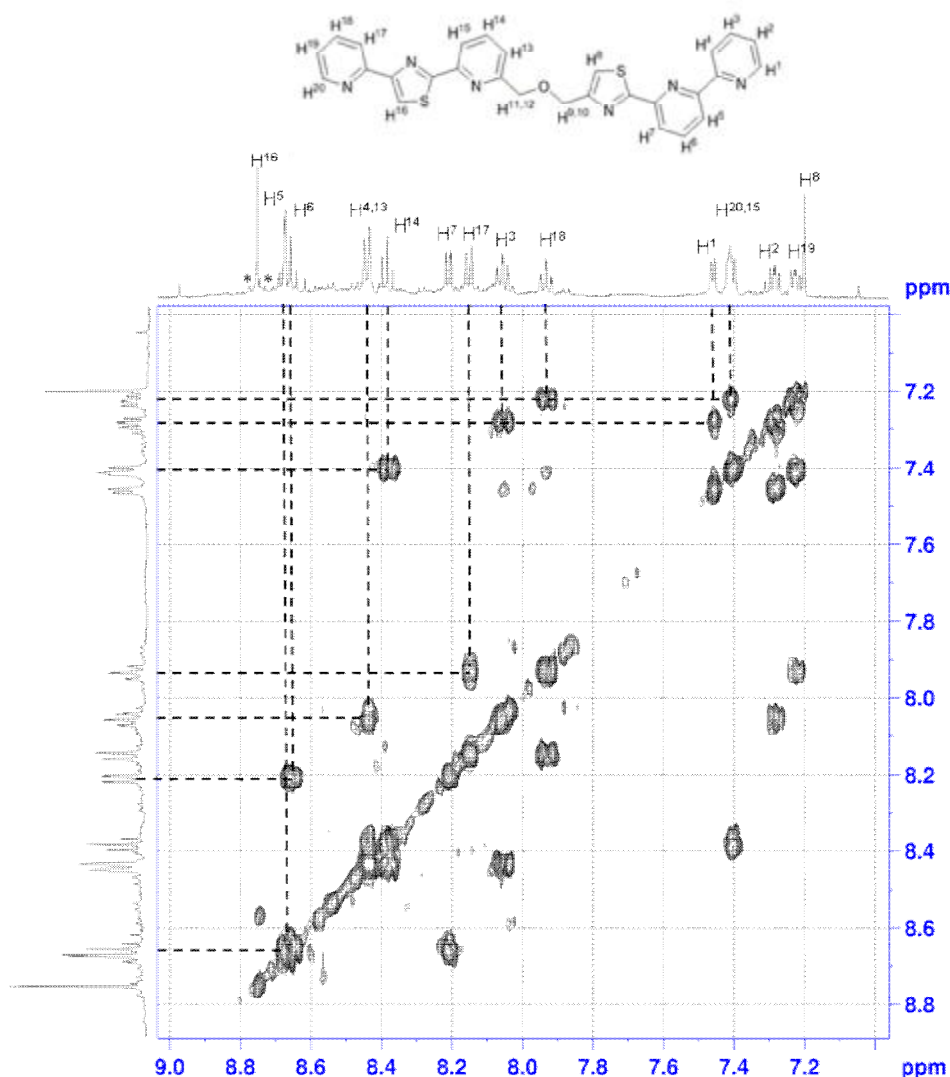 H18 H14 H3
H19 H17 H15 H13 H8 H4 H2
N N S N H1
H20 N S N O N N
H16 H11,12 H9,10 H7 H5
H6
H16 H8
H5 H6 H4,13 H14 H7 H17 H3 H18 H1 H20,15 H2 H19
* *
ppm
7.2
7.4
7.6
7.8
8.0
8.2
8.4
8.6
8.8
9.0 8.8 8.6 8.4 8.2 8.0 7.8 7.6 7.4 7.2 ppm